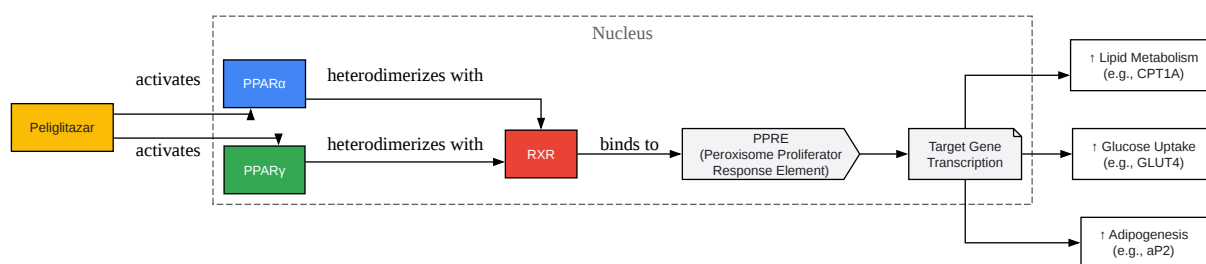 Nucleus
activates
PPARα
heterodimerizes with
↑ Lipid Metabolism
(e.g., CPT1A)
Peliglitazar
activates
PPARγ
heterodimerizes with
RXR
binds to
PPRE
(Peroxisome Proliferator
Response Element)
Target Gene
Transcription
↑ Glucose Uptake
(e.g., GLUT4)
↑ Adipogenesis
(e.g., aP2)